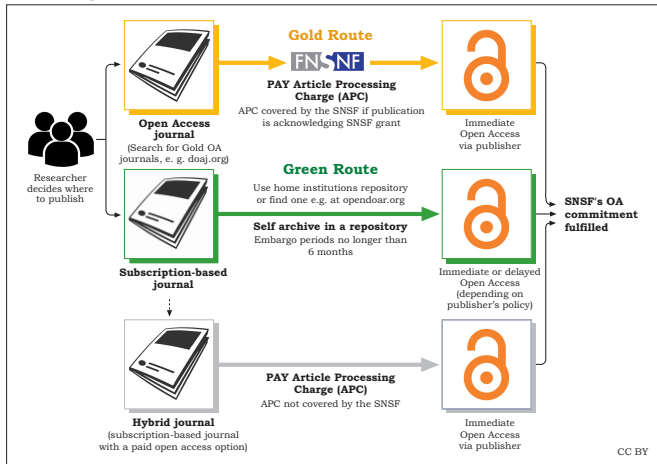 Gold Route
FNSNF
PAY Article Processing
Charge (APC)
APC covered by the SNSF if publication
is acknowledging SNSF grant
Open Access
journal
(Search for Gold OA
journals, e. g. doaj.org)
Immediate
Open Access
via publisher
Researcher
decides where
to publish
Green Route
Use home institutions repository
or find one e.g. at opendoar.org
Self archive in a repository
Embargo periods no longer than
6 months
Subscription-based
journal
Immediate or delayed
Open Access
(depending on
publisher's policy)
SNSF's OA
commitment
fulfilled
PAY Article Processing
Charge (APC)
APC not covered by the SNSF
Hybrid journal
(subscription-based journal
with a paid open access option)
Immediate
Open Access
via publisher
CC BY